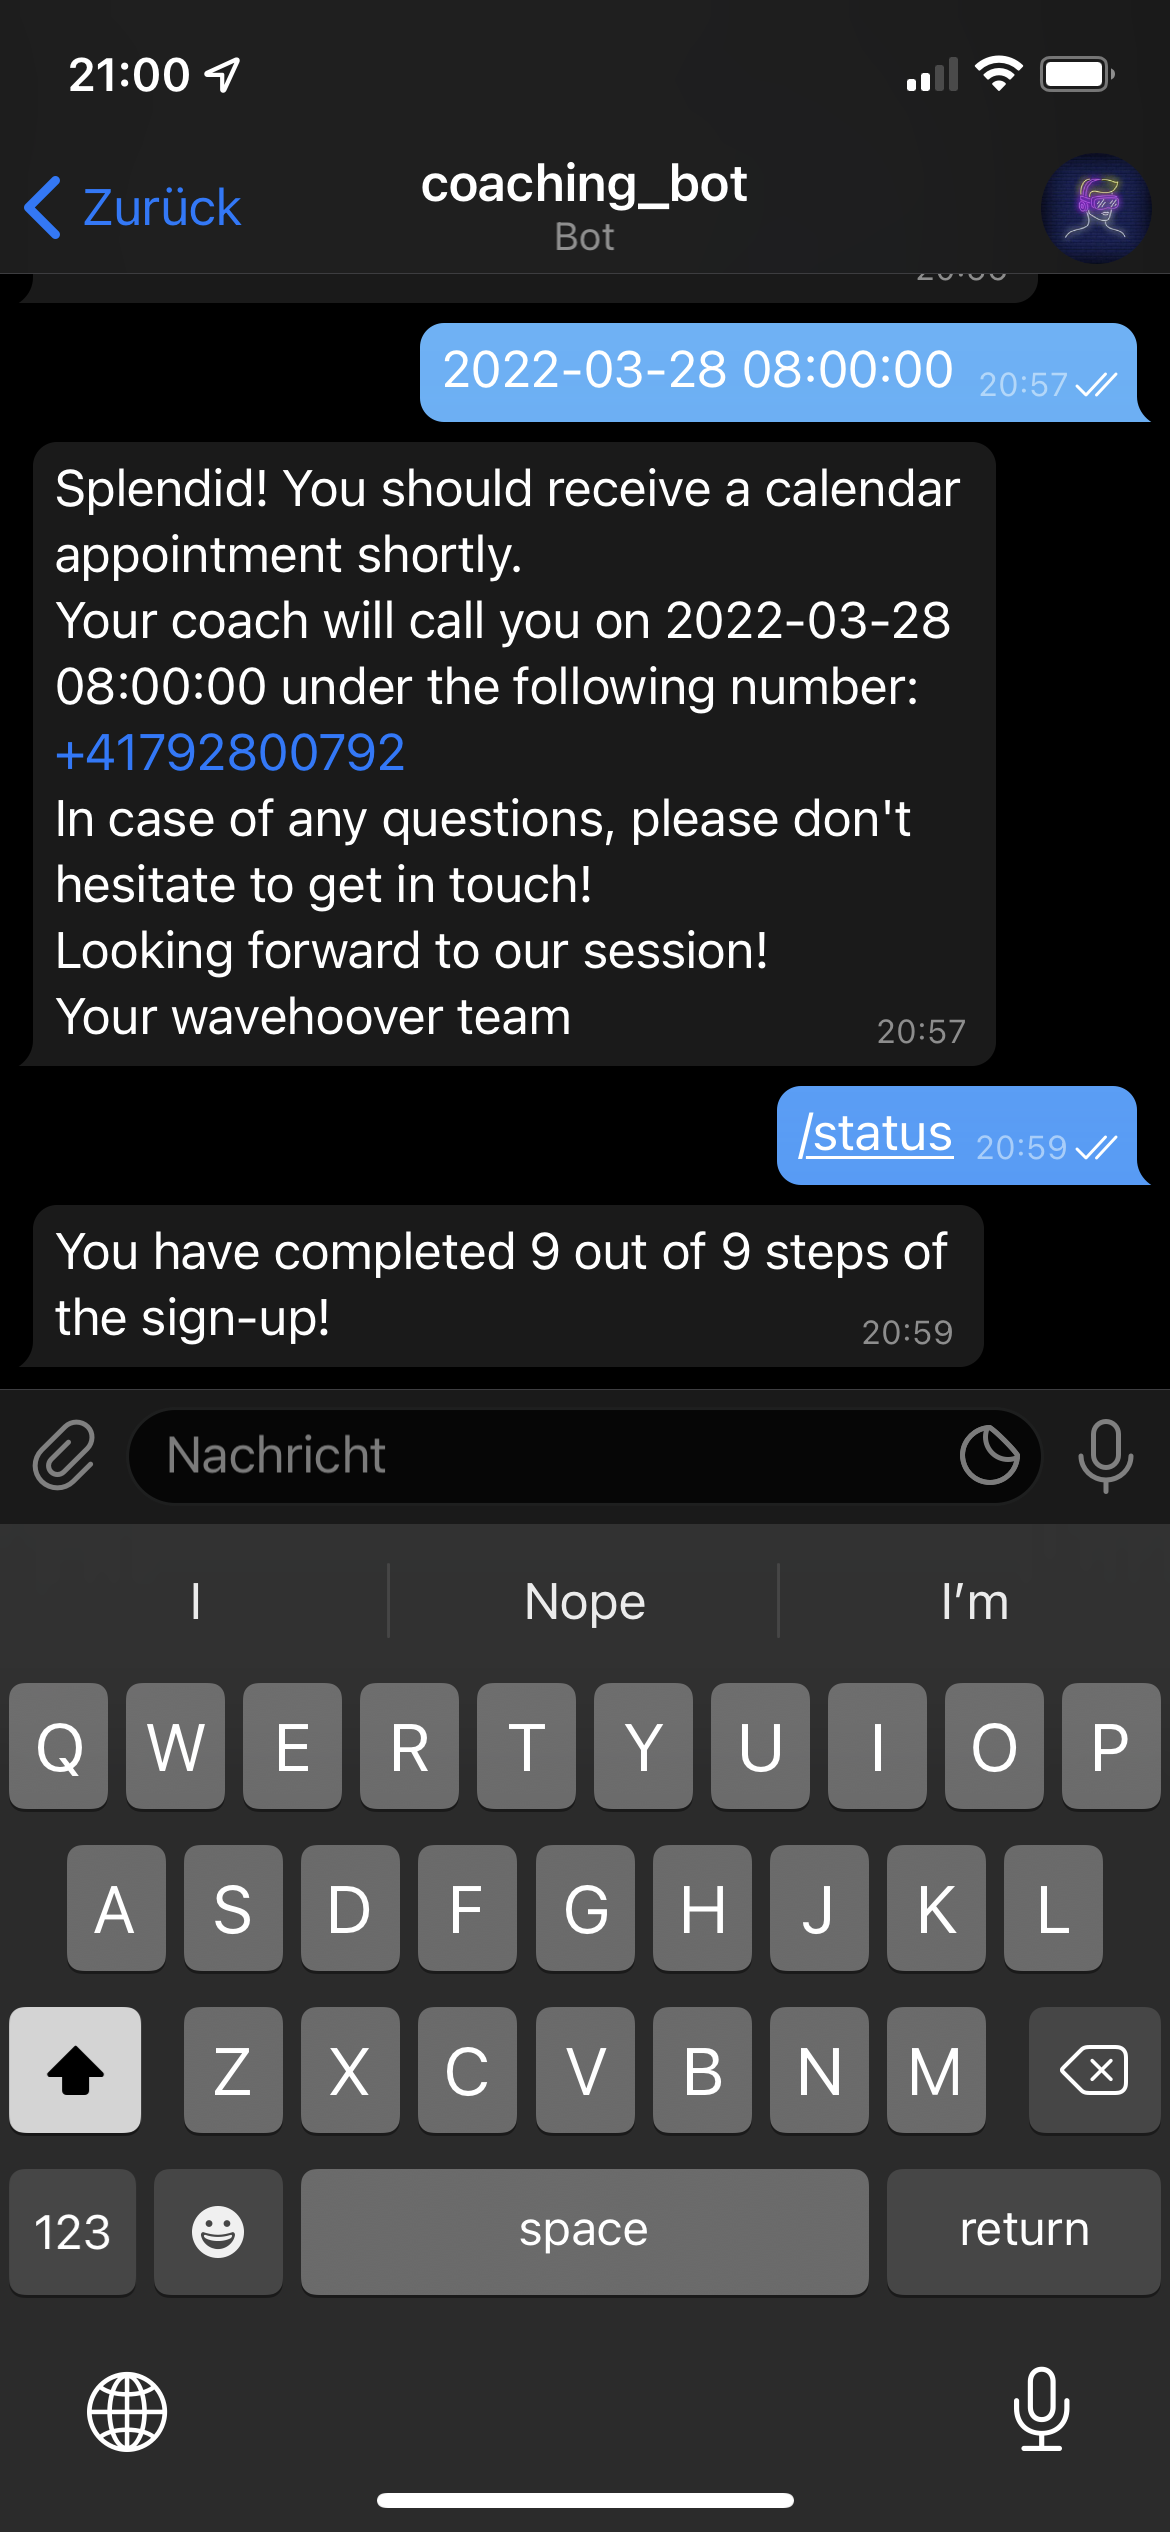 21:00
Zurück
coaching_bot
Bot
2022-03-28 08:00:00 20:57
Splendid! You should receive a calendar
appointment shortly.
Your coach will call you on 2022-03-28
08:00:00 under the following number:
+41792800792
In case of any questions, please don't
hesitate to get in touch!
Looking forward to our session!
Your wavehoover team 20:57
/status 20:59
You have completed 9 out of 9 steps of
the sign-up! 20:59
Nachricht
I Nope I’m
Q W E R T Y U I O P
A S D F G H J K L
Z X C V B N M
123 space return